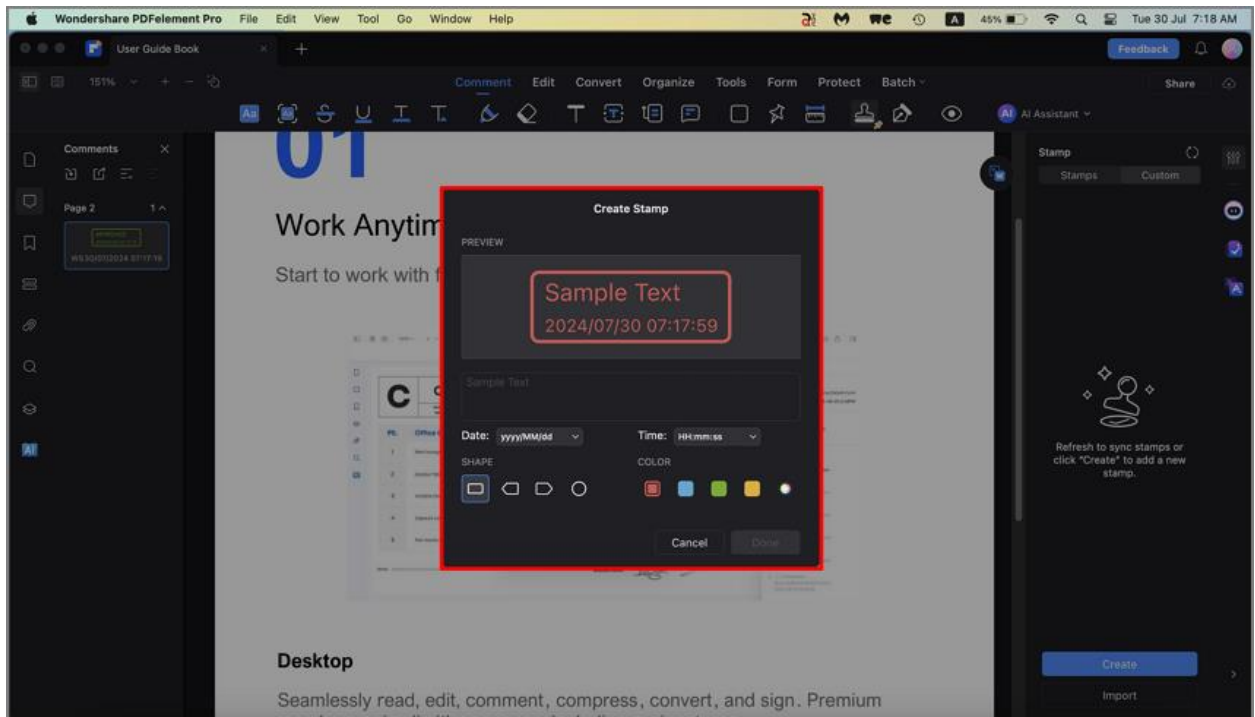 Wondershare PDFelement Pro File Edit View Tool Go Window Help 45% Tue 30 Jul 7:18 AM
User Guide Book Feedback
151% Comment Edit Convert Organize Tools Form Protect Batch Share
AI AI Assistant
Comments
Page 2 1
01
Work Anytim
Start to work with f
Create Stamp
PREVIEW
Sample Text
2024/07/30 07:17:59
Sample Text
Date: yyyy/MM/dd Time: HH:mm:ss
SHAPE COLOR
Cancel Done
Stamp
Stamps Custom
Refresh to sync stamps or
click "Create" to add a new
stamp.
Create
Import
C
AI
Desktop
Seamlessly read, edit, comment, compress, convert, and sign. Premium